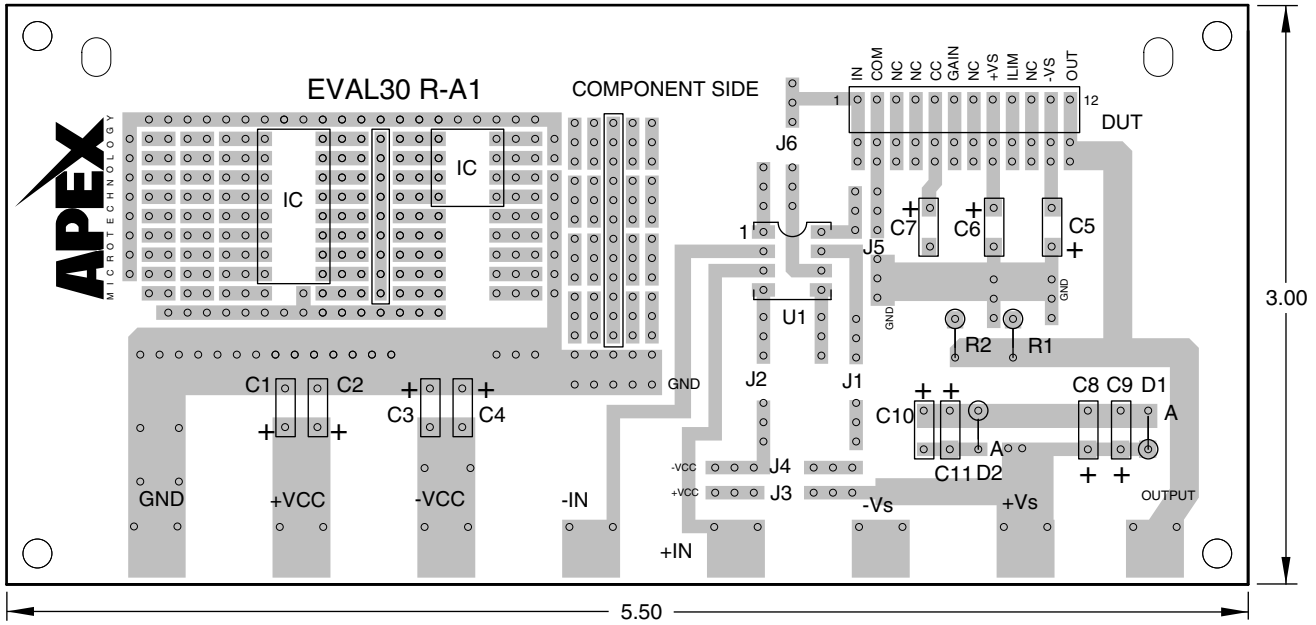 APEX
MICROTECHNOLOGY
EVAL30 R-A1
COMPONENT SIDE
IN
COM
NC
NC
CC
GAIN
NC
+VS
ILIM
NC
-VS
OUT
1
12
DUT
J6
IC
IC
1
+
C7
+
C6
C5
+
J5
U1
GND
GND
R2
R1
3.00
C1
C2
+
+
+
C3
+
C4
GND
J2
J1
+
+
C10
C11
A
D2
C8
C9
D1
A
+
+
-VCC
J4
+VCC
J3
GND
+VCC
-VCC
-IN
+IN
-Vs
+Vs
OUTPUT
5.50